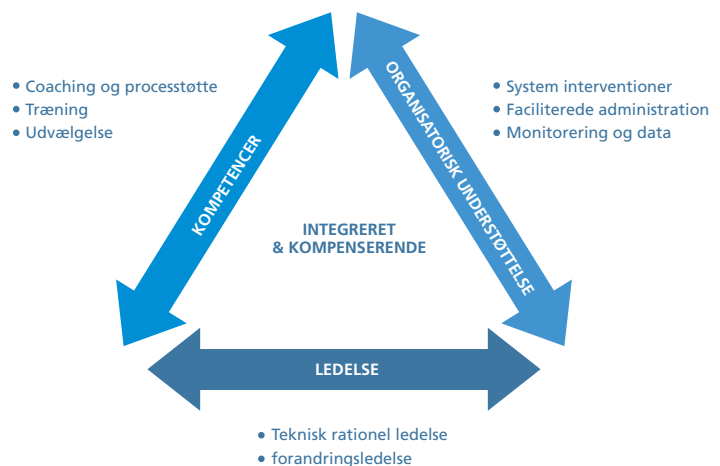 • Coaching og processtøtte
• Træning
• Udvælgelse
KOMPETENCER
ORGANISATORISK UNDERSTØTTELSE
• System interventioner
• Faciliterede administration
• Monitorering og data
INTEGRERET
& KOMPENSERENDE
LEDELSE
• Teknisk rationel ledelse
• forandringsledelse